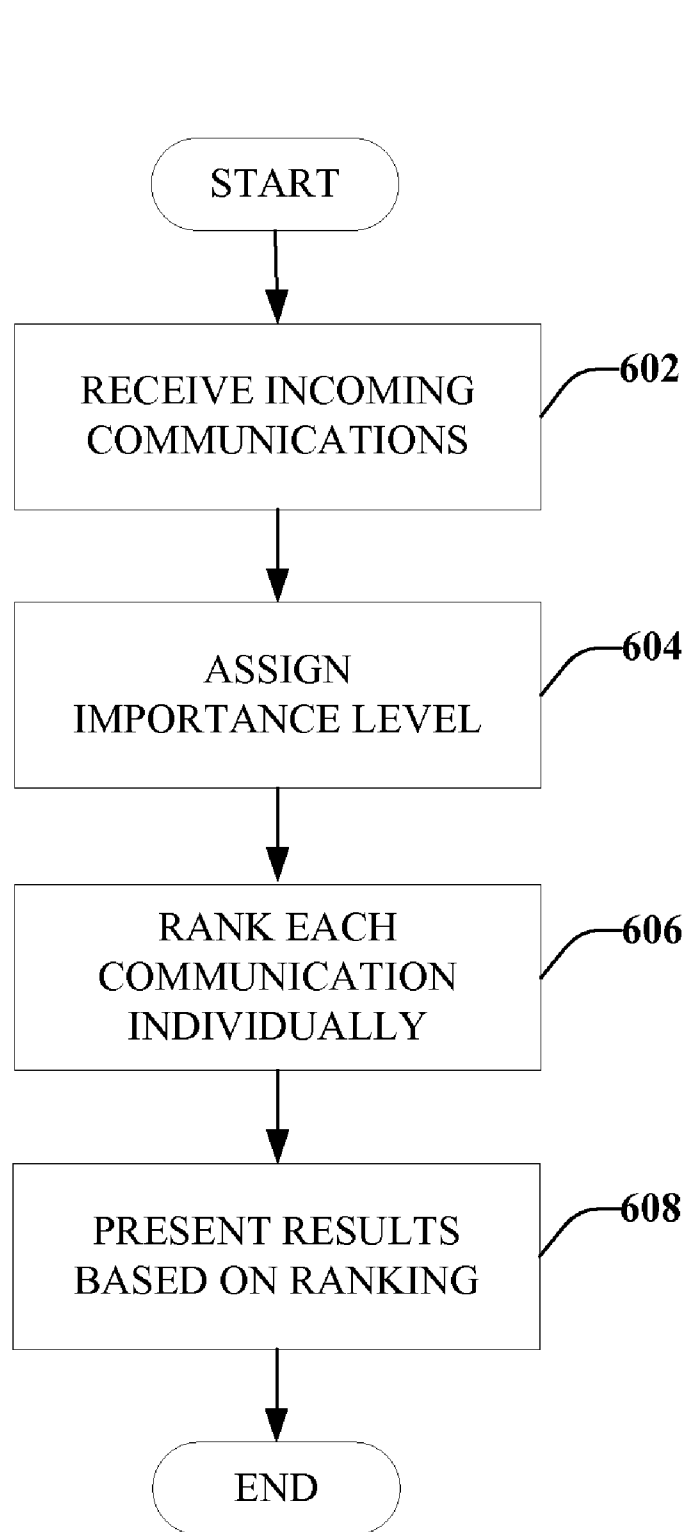 START
RECEIVE INCOMING
COMMUNICATIONS
602
ASSIGN
IMPORTANCE LEVEL
604
RANK EACH
COMMUNICATION
INDIVIDUALLY
606
PRESENT RESULTS
BASED ON RANKING
608
END